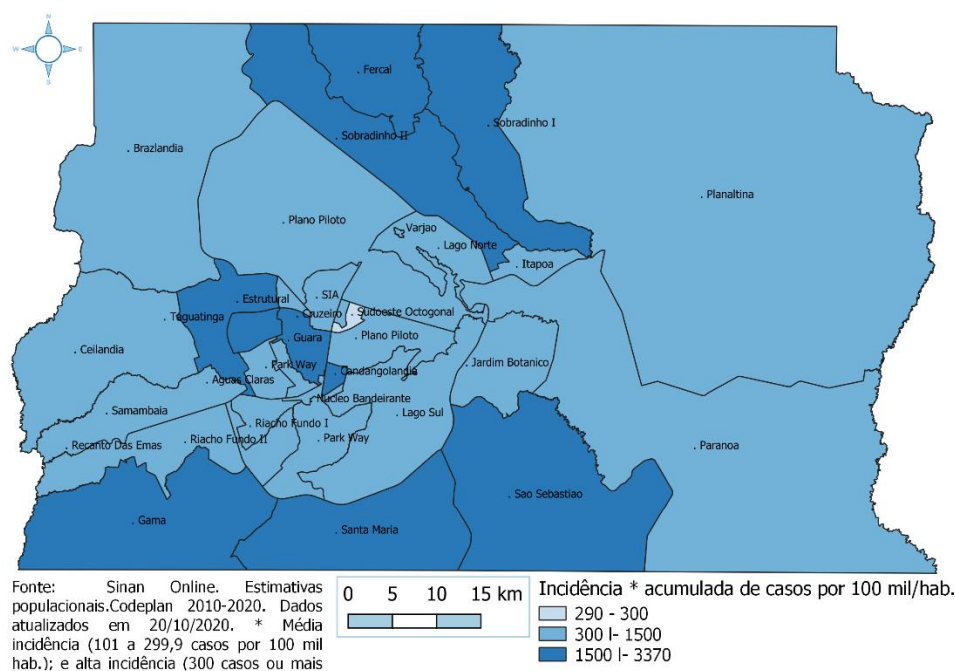 N
W
E
S
Fercal
Sobradinho II
Sobradinho I
Brazlandia
Planaltina
Plano Piloto
Varjao
Lago Norte
Itapoa
Estrutural
SIA
Teguatinga
Cruzeiro
Sudoeste Octogonal
Guara
Plano Piloto
Ceilandia
Park Way
Candangolandia
Jardim Botanico
Aguas Claras
Nucleo Bandeirante
Samambaia
Lago Sul
Riacho Fundo I
Recanto Das Emas
Riacho Fundo II
Park Way
Paranoa
Sao Sebastiao
Gama
Santa Maria
Fonte: Sinan Online. Estimativas
populacionais.Codeplan 2010-2020. Dados
atualizados em 20/10/2020. * Média
incidência (101 a 299,9 casos por 100 mil
hab.); e alta incidência (300 casos ou mais
0 5 10 15 km
Incidência * acumulada de casos por 100 mil/hab.
290 - 300
300 l- 1500
1500 l- 3370